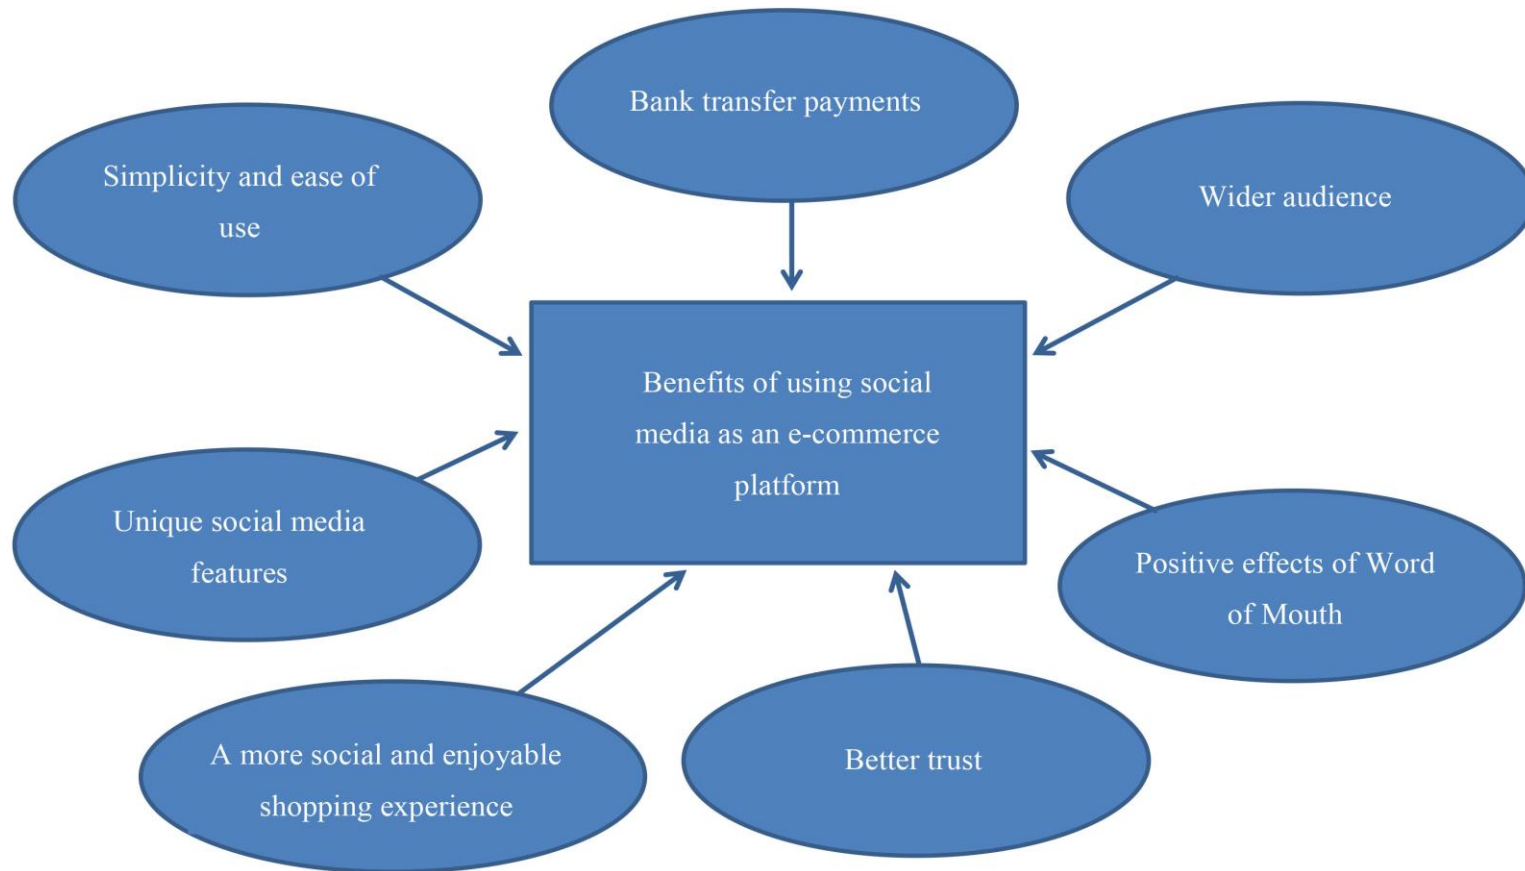 Bank transfer payments
Simplicity and ease of
use
Wider audience
Benefits of using social
media as an e-commerce
platform
Unique social media
features
Positive effects of Word
of Mouth
A more social and enjoyable
shopping experience
Better trust